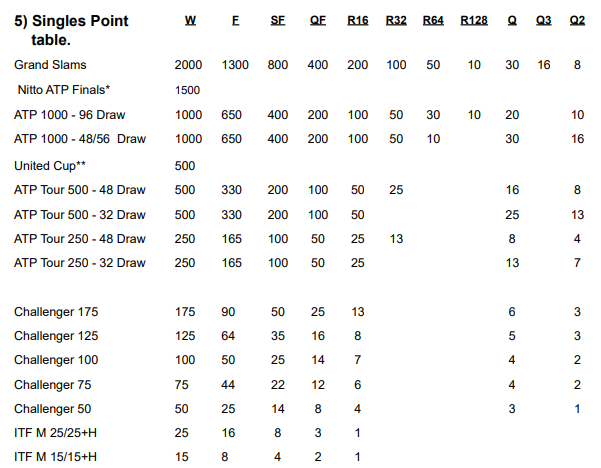 5) Singles Point W F SF QF R16 R32 R64 R128 Q Q3 Q2
table.
Grand Slams 2000 1300 800 400 200 100 50 10 30 16 8
Nitto ATP Finals* 1500
ATP 1000 - 96 Draw 1000 650 400 200 100 50 30 10 20 10
ATP 1000 - 48/56 Draw 1000 650 400 200 100 50 10 30 16
United Cup** 500
ATP Tour 500 - 48 Draw 500 330 200 100 50 25 16 8
ATP Tour 500 - 32 Draw 500 330 200 100 50 25 13
ATP Tour 250 - 48 Draw 250 165 100 50 25 13 8 4
ATP Tour 250 - 32 Draw 250 165 100 50 25 13 7
Challenger 175 175 90 50 25 13 6 3
Challenger 125 125 64 35 16 8 5 3
Challenger 100 100 50 25 14 7 4 2
Challenger 75 75 44 22 12 6 4 2
Challenger 50 50 25 14 8 4 3 1
ITF M 25/25+H 25 16 8 3 1
ITF M 15/15+H 15 8 4 2 1